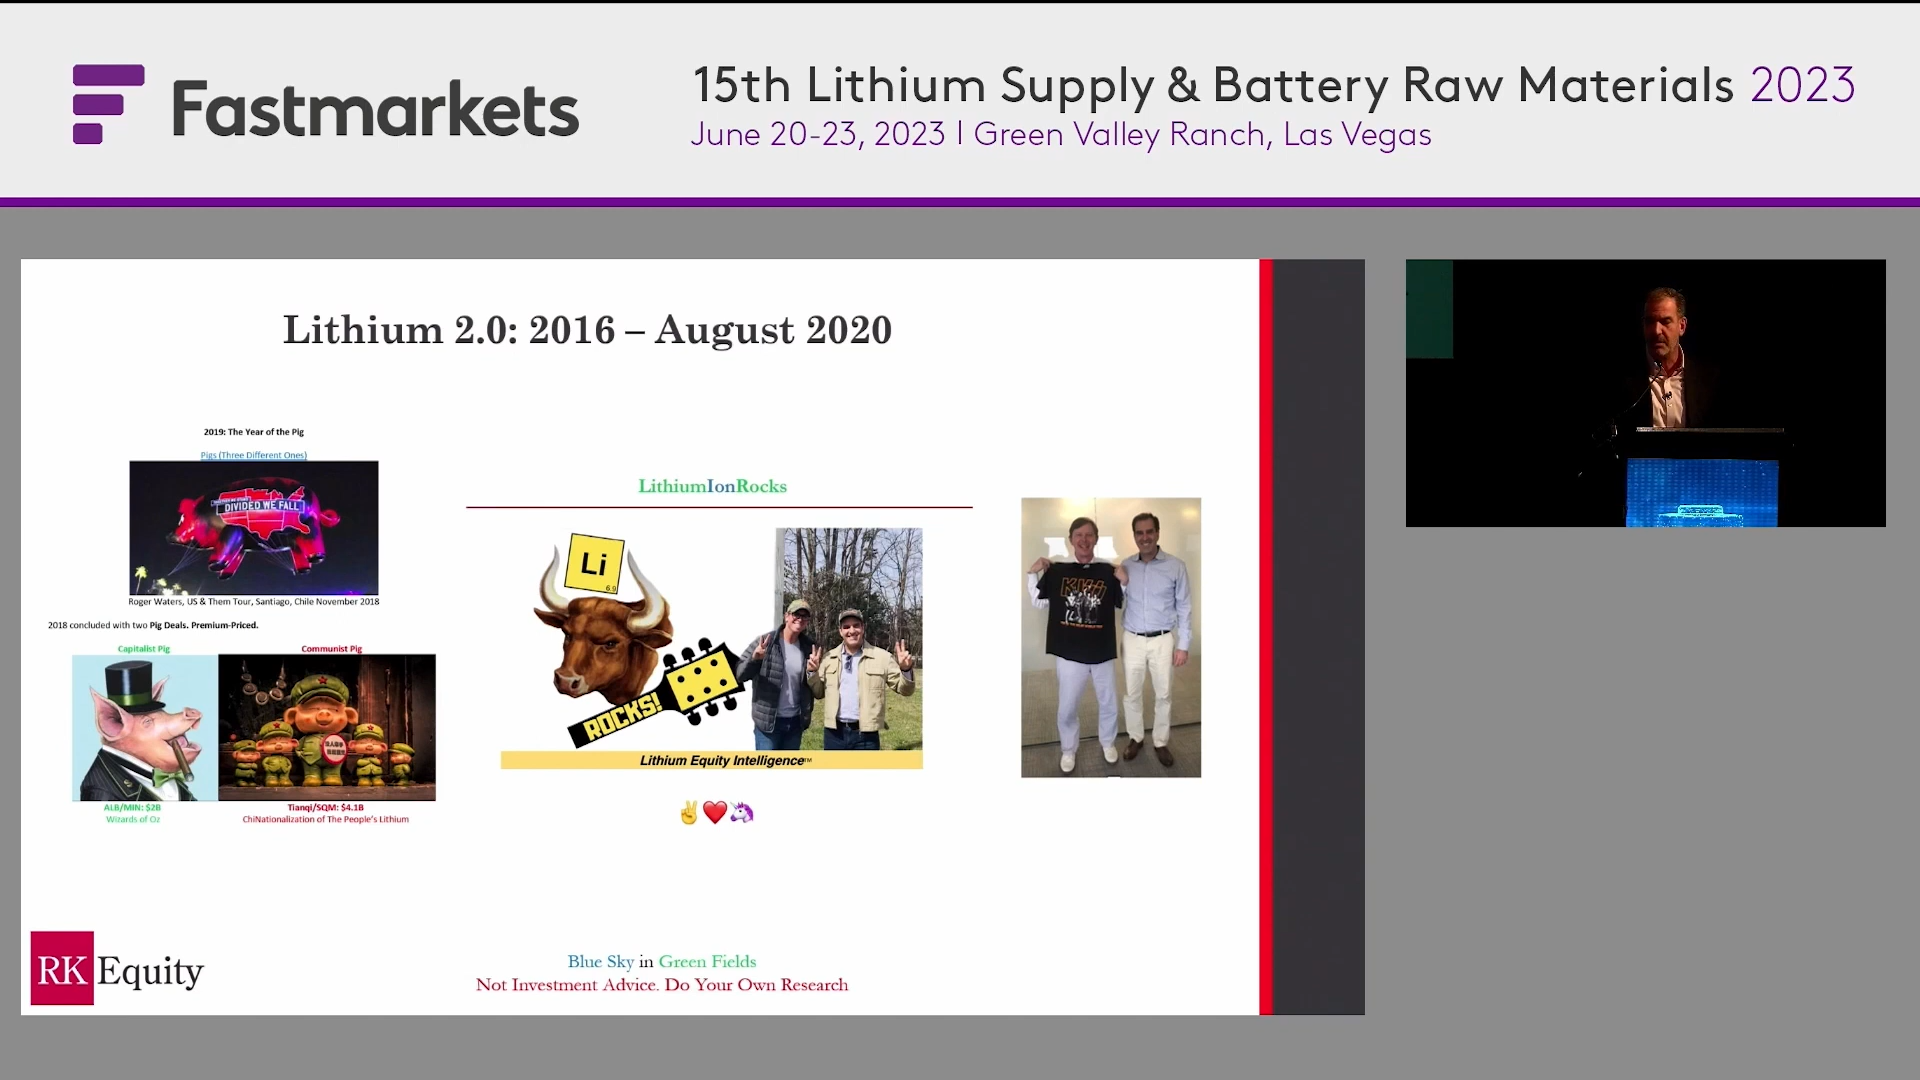 Fastmarkets
15th Lithium Supply & Battery Raw Materials 2023
June 20-23, 2023 | Green Valley Ranch, Las Vegas
Lithium 2.0: 2016 – August 2020
2019: The Year of the Pig
Pigs (Three Different Ones)
DIVIDED WE FALL
Roger Waters, US & Them Tour, Santiago, Chile November 2018
2018 concluded with two Pig Deals. Premium-Priced.
Capitalist Pig
Communist Pig
ALB/MIN: $2B
Wizards of Oz
Tianqi/SQM: $4.1B
ChiNationalization of The People's Lithium
LithiumIonRocks
Li
6.9
ROCKS!
Lithium Equity Intelligence™
RK Equity
Blue Sky in Green Fields
Not Investment Advice. Do Your Own Research